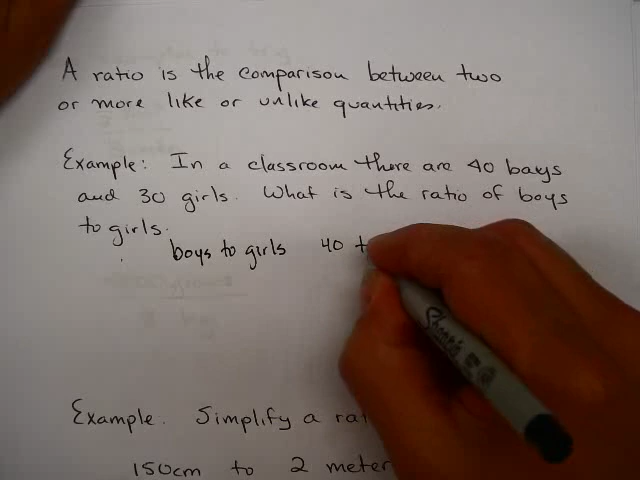 A ratio is the comparison between two
or more like or unlike quantities.
Example: In a classroom there are 40 boys
and 30 girls. What is the ratio of boys
to girls.
boys to girls 40 t
Example. Simplify a rat
150cm to 2 meter
Sharpie